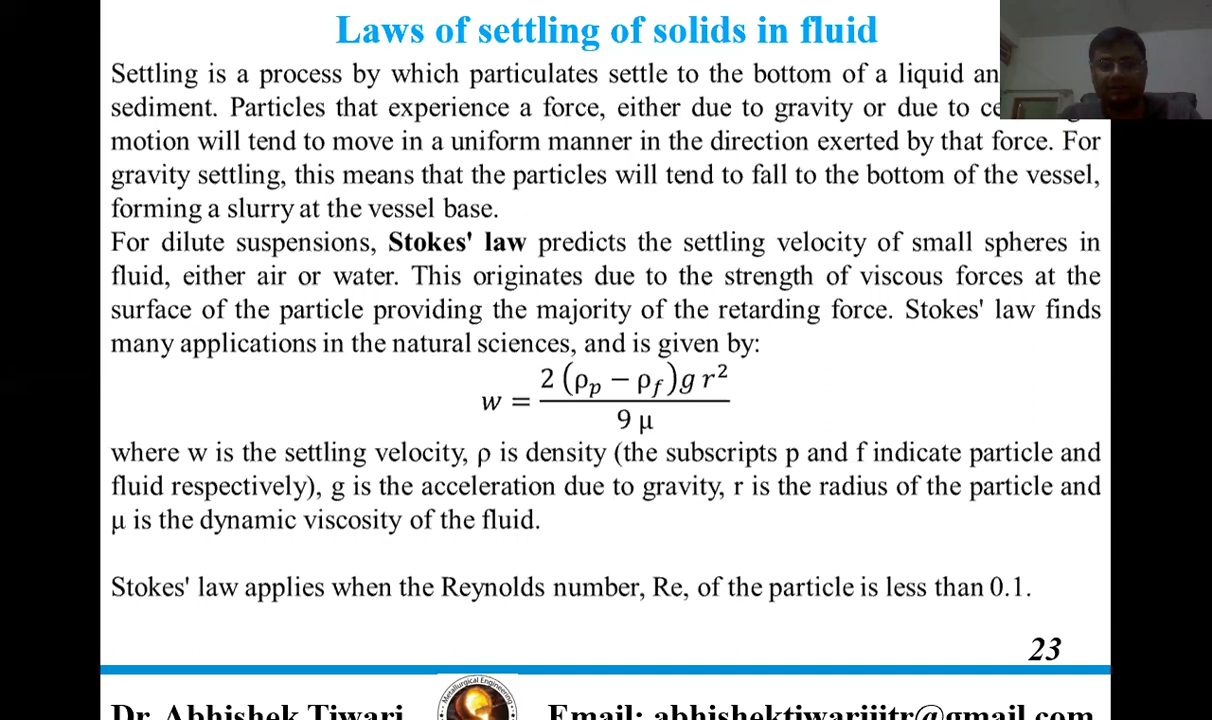 Laws of settling of solids in fluid
Settling is a process by which particulates settle to the bottom of a liquid an
sediment. Particles that experience a force, either due to gravity or due to ce
motion will tend to move in a uniform manner in the direction exerted by that force. For
gravity settling, this means that the particles will tend to fall to the bottom of the vessel,
forming a slurry at the vessel base.
For dilute suspensions, Stokes' law predicts the settling velocity of small spheres in
fluid, either air or water. This originates due to the strength of viscous forces at the
surface of the particle providing the majority of the retarding force. Stokes' law finds
many applications in the natural sciences, and is given by:
w = 2 (ρp − ρf)g r² / 9 μ
where w is the settling velocity, ρ is density (the subscripts p and f indicate particle and
fluid respectively), g is the acceleration due to gravity, r is the radius of the particle and
μ is the dynamic viscosity of the fluid.
Stokes' law applies when the Reynolds number, Re, of the particle is less than 0.1.
23
Metallurgical Engineering
Dr. Abhishek Tiwari
Email: abhishektiwariiitr@gmail.com